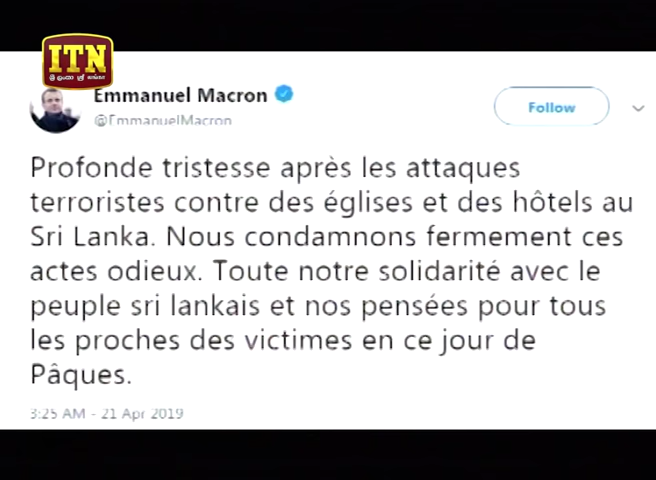 ITN
Emmanuel Macron
@EmmanuelMacron
Follow
Profonde tristesse après les attaques
terroristes contre des églises et des hôtels au
Sri Lanka. Nous condamnons fermement ces
actes odieux. Toute notre solidarité avec le
peuple sri lankais et nos pensées pour tous
les proches des victimes en ce jour de
Pâques.
3:25 AM - 21 Apr 2019